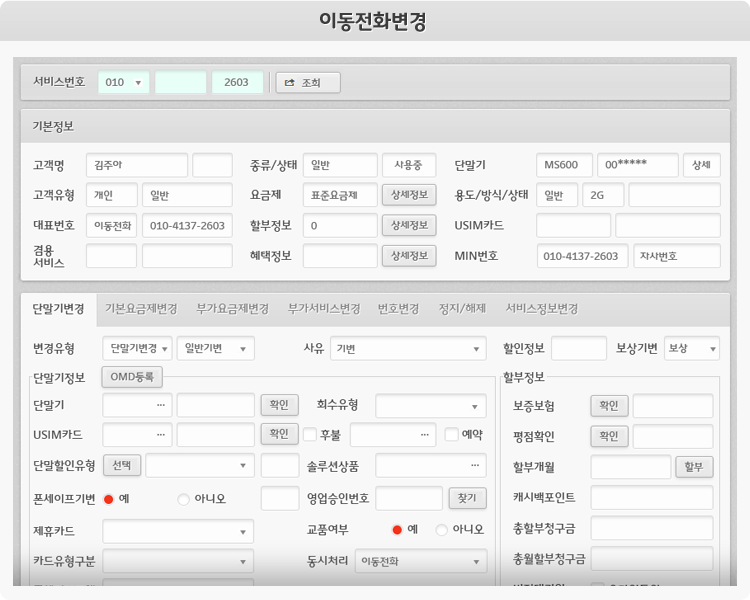 이동전화변경
서비스번호 010 2603 조회
기본정보
고객명 김주아 종류/상태 일반 사용중 단말기 MS600 00***** 상세
고객유형 개인 일반 요금제 표준요금제 상세정보 용도/방식/상태 일반 2G
대표번호 이동전화 010-4137-2603 할부정보 0 상세정보 USIM카드
겸용
서비스 혜택정보 상세정보 MIN번호 010-4137-2603 자사번호
단말기변경 기본요금제변경 부가요금제변경 부가서비스변경 번호변경 정지/해제 서비스정보변경
변경유형 단말기변경 일반기변 사유 기변 할인정보 보상기변 보상
단말기정보 OMD등록 할부정보
단말기 ... 확인 회수유형 보증보험 확인
USIM카드 ... 확인 후불 ... 예약 평점확인 확인
단말할인유형 선택 솔루션상품 ... 할부개월 할부
폰세이프기변 예 아니오 영업승인번호 찾기 캐시백포인트
제휴카드 교품여부 예 아니오 총할부청구금
카드유형구분 동시처리 이동전화 총월할부청구금